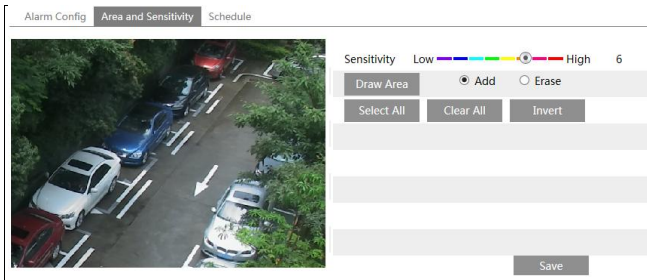 Alarm Config Area and Sensitivity Schedule
Sensitivity Low High 6
Draw Area Add Erase
Select All Clear All Invert
Save